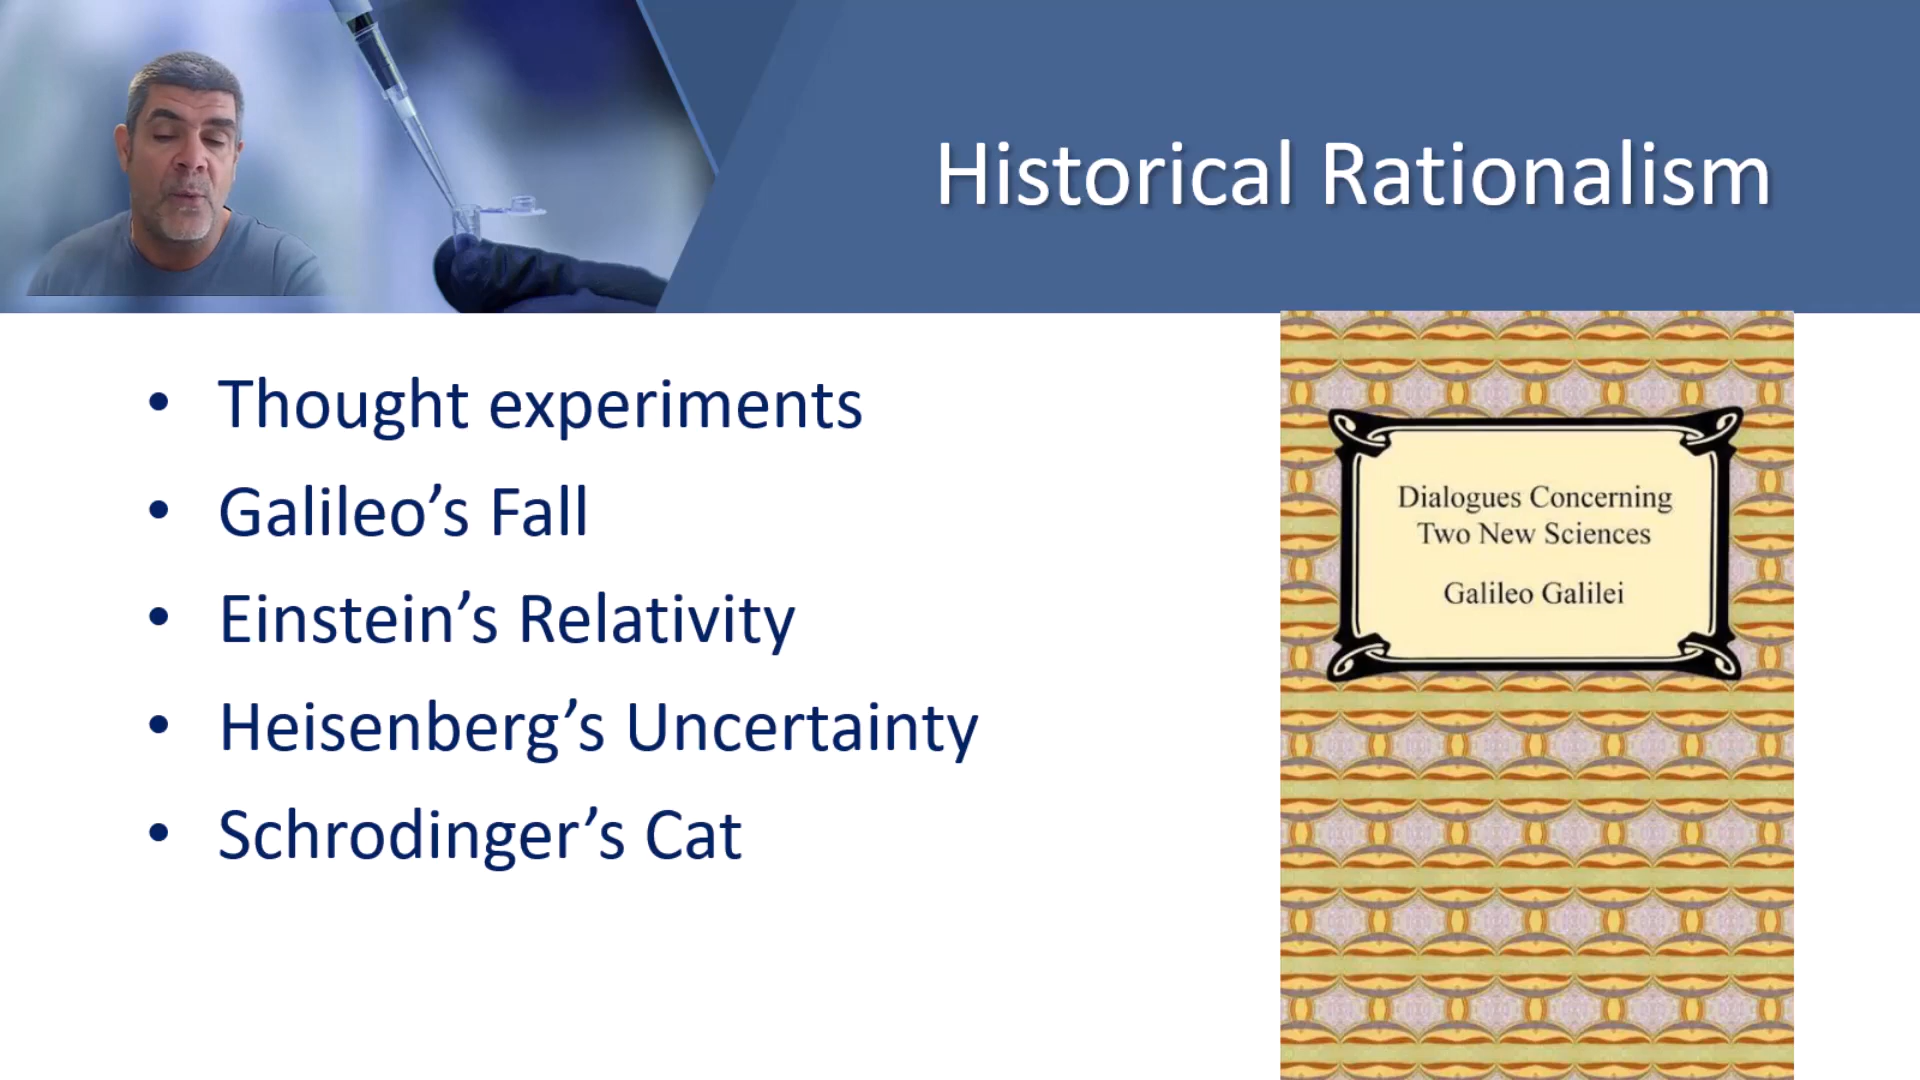 Historical Rationalism
• Thought experiments
• Galileo’s Fall
• Einstein’s Relativity
• Heisenberg’s Uncertainty
• Schrodinger’s Cat
Dialogues Concerning
Two New Sciences
Galileo Galilei